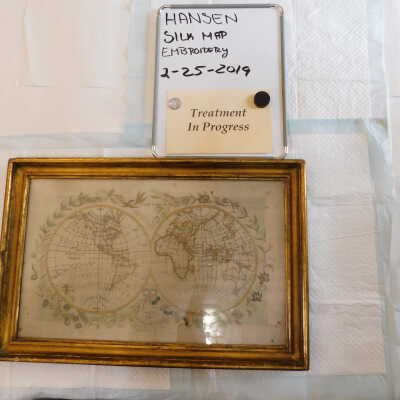 HANSEN
SILK MAP
EMBROIDERY
2-25-2019
Treatment
In Progress